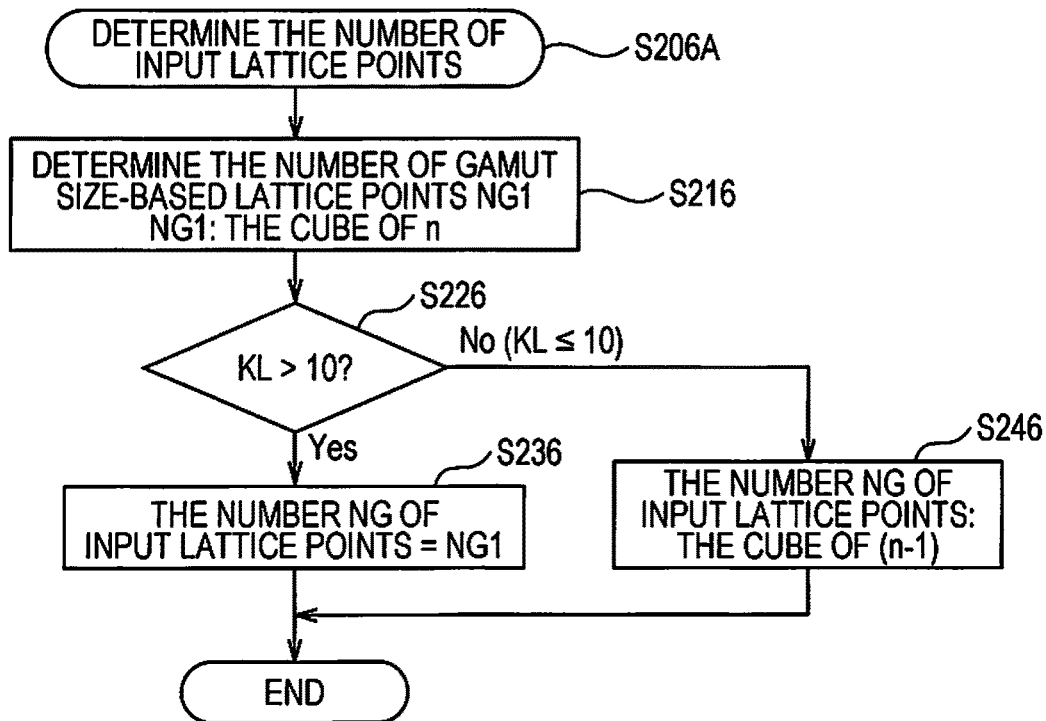 DETERMINE THE NUMBER OF
INPUT LATTICE POINTS
S206A
DETERMINE THE NUMBER OF GAMUT
SIZE-BASED LATTICE POINTS NG1
NG1: THE CUBE OF n
S216
S226
KL > 10?
No (KL ≤ 10)
Yes
S236
THE NUMBER NG OF
INPUT LATTICE POINTS = NG1
S246
THE NUMBER NG OF
INPUT LATTICE POINTS:
THE CUBE OF (n-1)
END